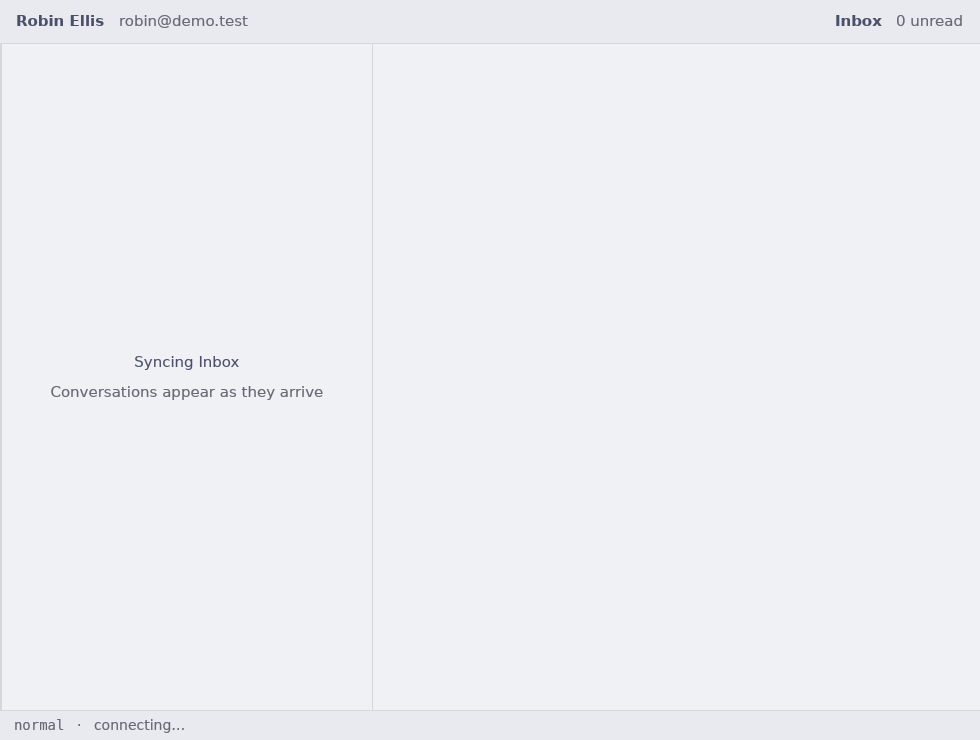 Robin Ellis robin@demo.test Inbox 0 unread
Syncing Inbox
Conversations appear as they arrive
normal · connecting…